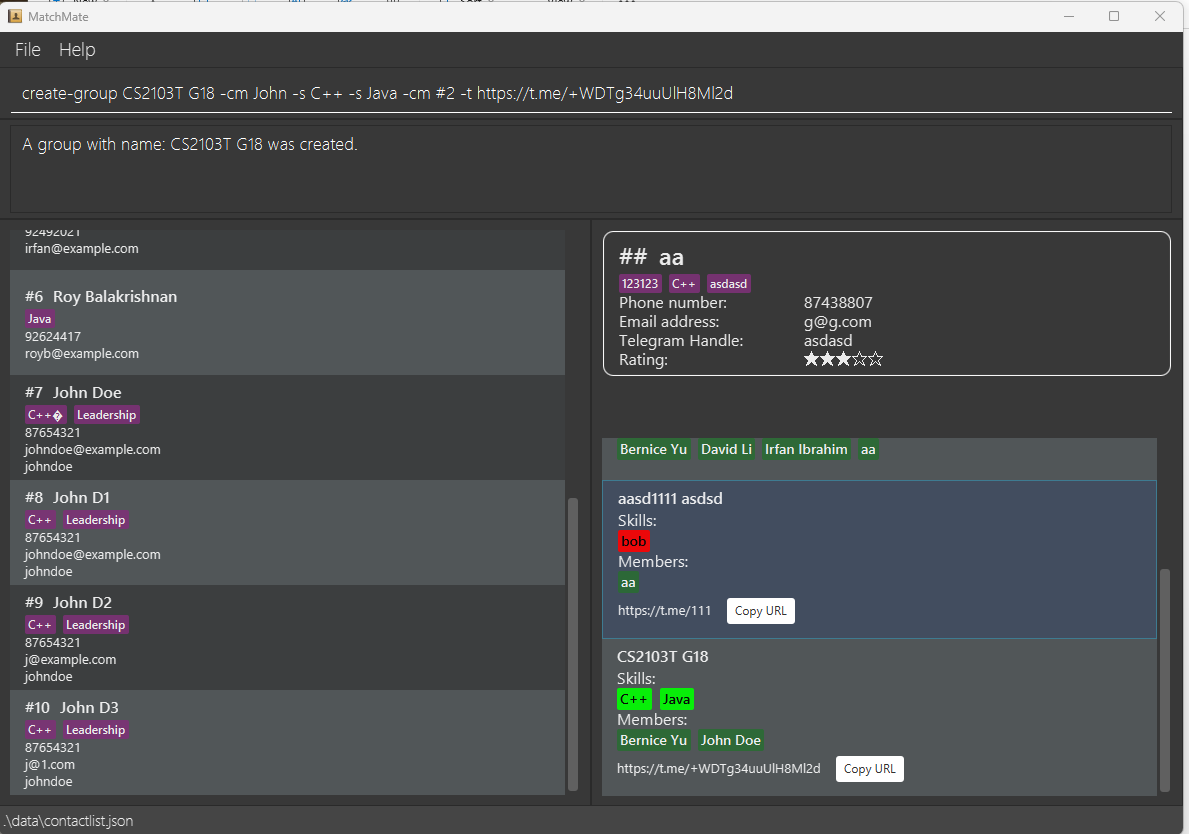 MatchMate
File Help
create-group CS2103T G18 -cm John -s C++ -s Java -cm #2 -t https://t.me/+WDTg34uuUlH8Ml2d
A group with name: CS2103T G18 was created.
92492021
irfan@example.com
#6 Roy Balakrishnan
Java
92624417
royb@example.com
#7 John Doe
C++� Leadership
87654321
johndoe@example.com
johndoe
#8 John D1
C++ Leadership
87654321
johndoe@example.com
johndoe
#9 John D2
C++ Leadership
87654321
j@example.com
johndoe
#10 John D3
C++ Leadership
87654321
j@1.com
johndoe
## aa
123123 C++ asdasd
Phone number: 87438807
Email address: g@g.com
Telegram Handle: asdasd
Rating: ★★★☆☆
Bernice Yu David Li Irfan Ibrahim aa
aasd1111 asdsd
Skills:
bob
Members:
aa
https://t.me/111 Copy URL
CS2103T G18
Skills:
C++ Java
Members:
Bernice Yu John Doe
https://t.me/+WDTg34uuUlH8Ml2d Copy URL
.\data\contactlist.json